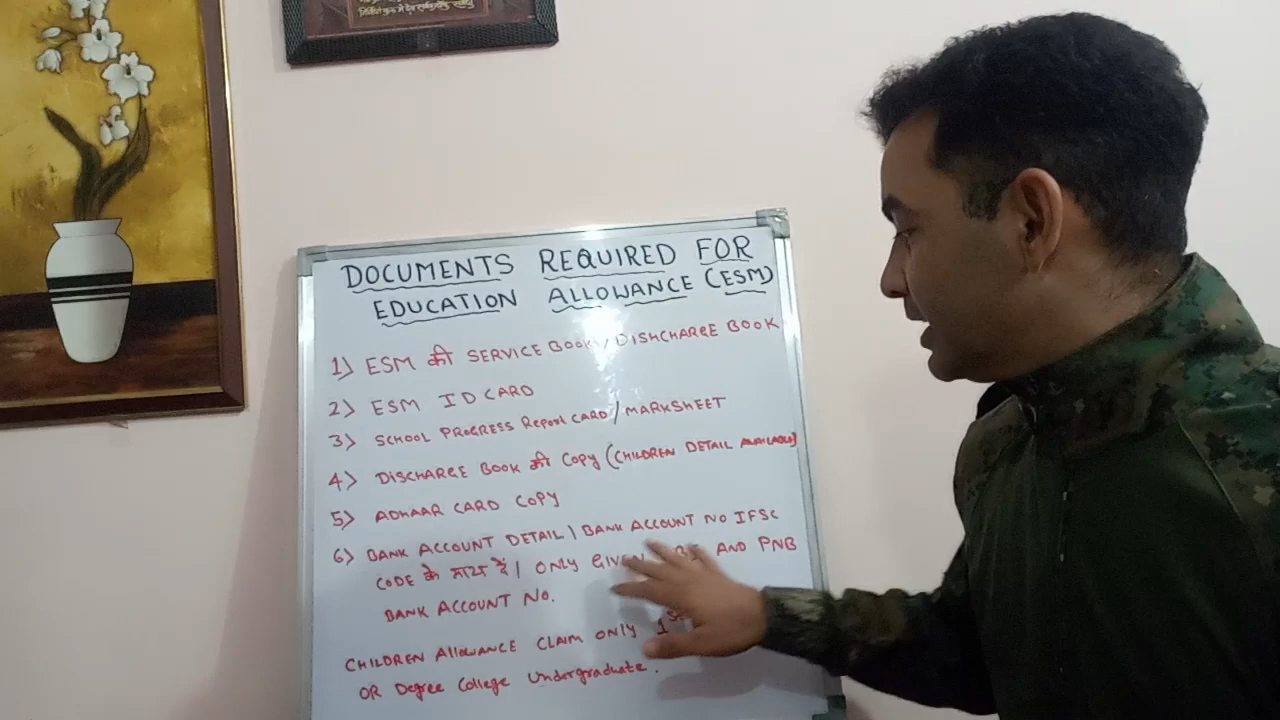 DOCUMENTS REQUIRED FOR
EDUCATION ALLOWANCE (ESM)
1) ESM की SERVICE BOOK / DISHCHARGE BOOK
2) ESM ID CARD
3) SCHOOL PROGRESS Report CARD / MARKSHEET
4) DISCHARGE BOOK की COPY (CHILDREN DETAIL AVAILABLE)
5) ADHAAR CARD COPY
6) BANK ACCOUNT DETAIL / BANK ACCOUNT NO IFSC
CODE के साथ दें / ONLY GIVEN AND PNB
BANK ACCOUNT NO.
CHILDREN Allowance CLAIM ONLY 1st
OR Degree College Undergraduate.